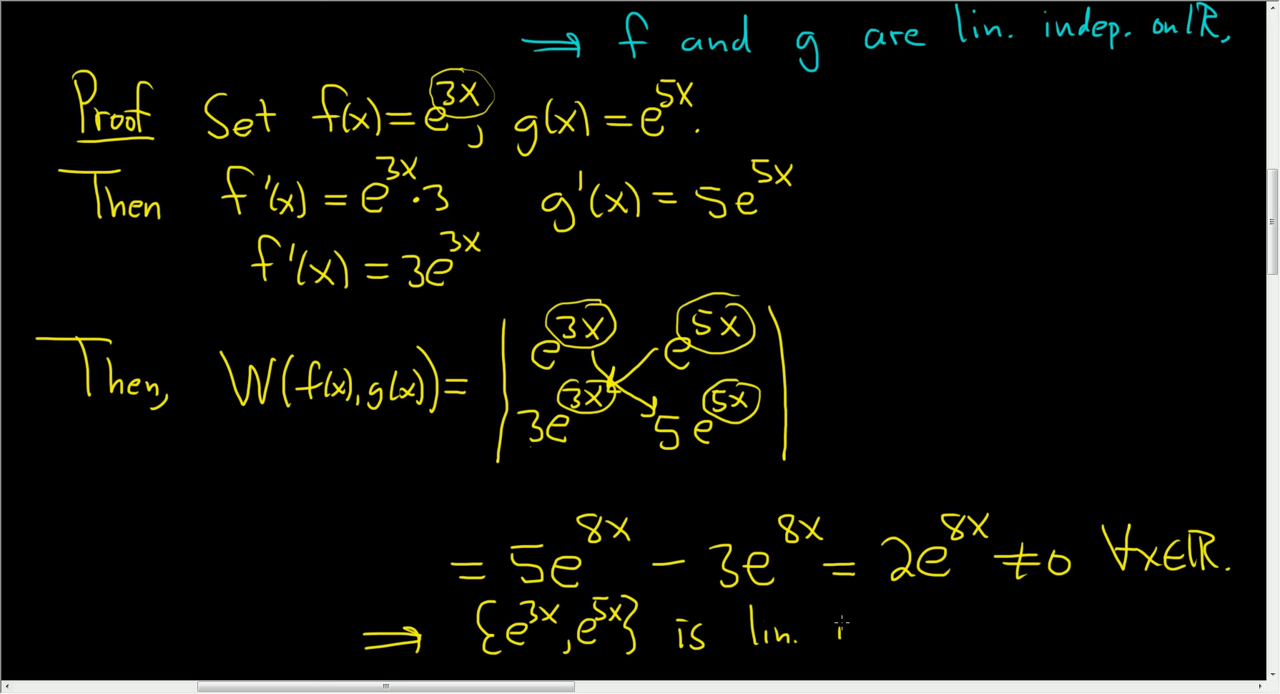 ⟹ f and g are lin. indep. on ℝ.
Proof Set f(x) = e^{3x}, g(x) = e^{5x}.
Then f'(x) = e^{3x} · 3 g'(x) = 5e^{5x}
f'(x) = 3e^{3x}
Then, W(f(x), g(x)) = | e^{3x} e^{5x} |
| 3e^{3x} 5e^{5x} |
= 5e^{8x} − 3e^{8x} = 2e^{8x} ≠ 0 ∀x∈ℝ.
⟹ {e^{3x}, e^{5x}} is lin. i